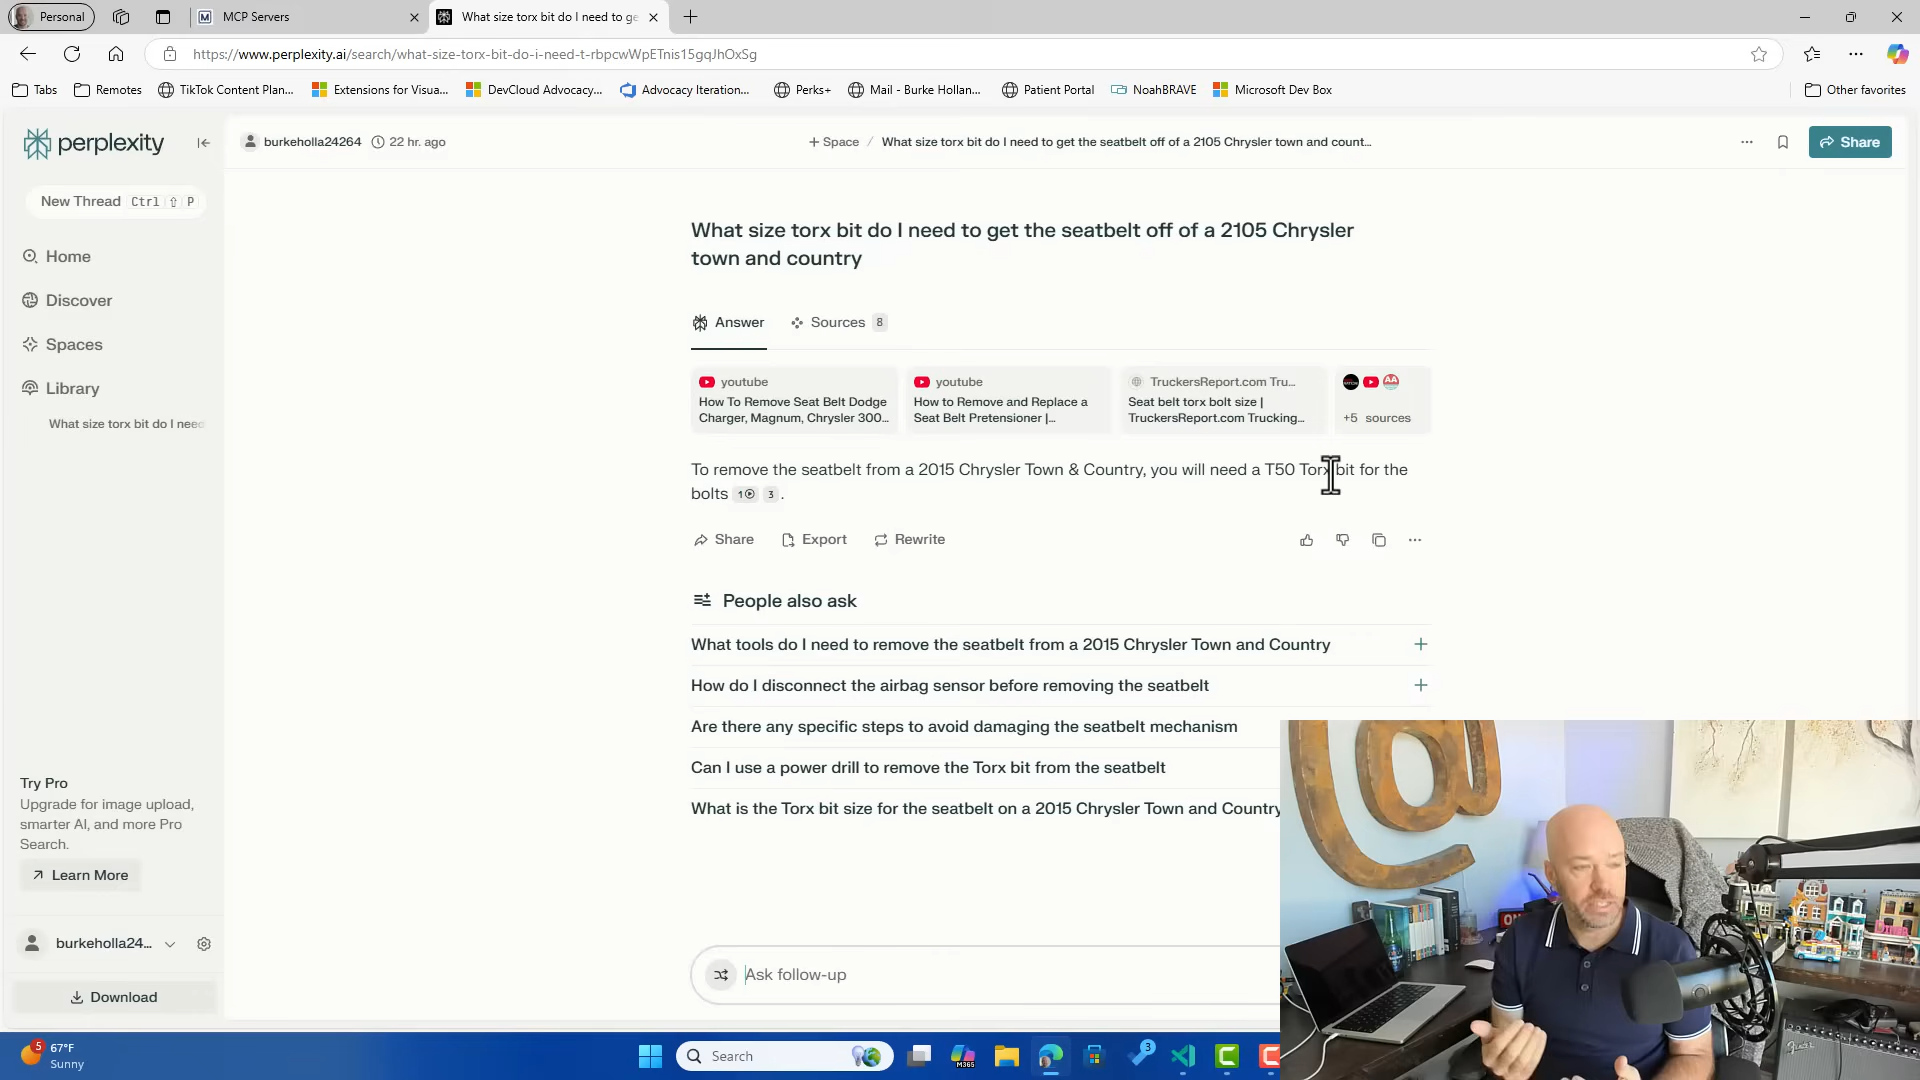 Personal
MCP Servers
What size torx bit do I need to ge
https://www.perplexity.ai/search/what-size-torx-bit-do-i-need-t-rbpcwWpETnis15gqJhOxSg
Tabs
Remotes
TikTok Content Plan...
Extensions for Visua...
DevCloud Advocacy...
Advocacy Iteration...
Perks+
Mail - Burke Hollan...
Patient Portal
NoahBRAVE
Microsoft Dev Box
Other favorites
perplexity
burkeholla24264
22 hr. ago
+ Space / What size torx bit do I need to get the seatbelt off of a 2105 Chrysler town and count...
Share
New Thread Ctrl ⇧ P
Home
Discover
Spaces
Library
What size torx bit do I need
What size torx bit do I need to get the seatbelt off of a 2105 Chrysler
town and country
Answer
Sources 8
youtube
How To Remove Seat Belt Dodge
Charger, Magnum, Chrysler 300...
youtube
How to Remove and Replace a
Seat Belt Pretensioner |...
TruckersReport.com Tru...
Seat belt torx bolt size |
TruckersReport.com Trucking...
+5 sources
To remove the seatbelt from a 2015 Chrysler Town & Country, you will need a T50 Torx bit for the
bolts 1 3 .
Share
Export
Rewrite
People also ask
What tools do I need to remove the seatbelt from a 2015 Chrysler Town and Country
How do I disconnect the airbag sensor before removing the seatbelt
Are there any specific steps to avoid damaging the seatbelt mechanism
Can I use a power drill to remove the Torx bit from the seatbelt
What is the Torx bit size for the seatbelt on a 2015 Chrysler Town and Country
Try Pro
Upgrade for image upload,
smarter AI, and more Pro
Search.
Learn More
burkeholla24...
Download
Ask follow-up
ON
Fender
5
67°F
Sunny
Search
M365
3